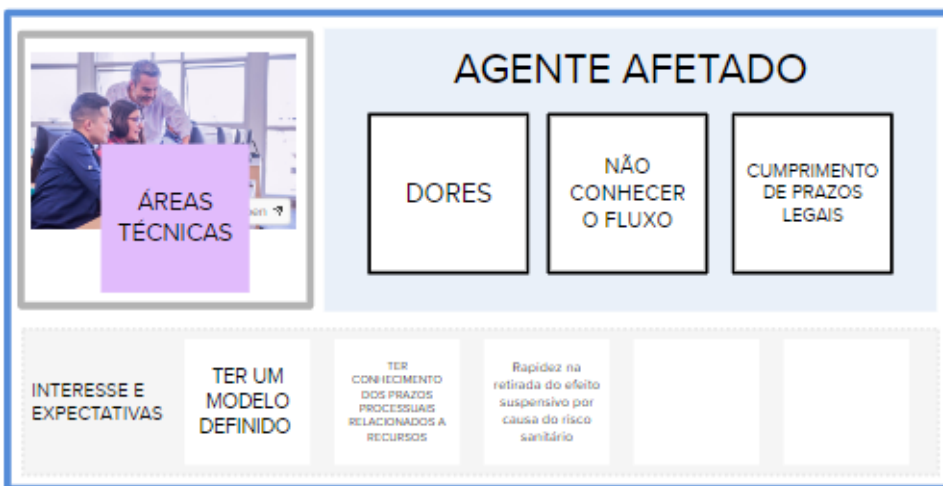 AGENTE AFETADO
ÁREAS
TÉCNICAS
en
DORES
NÃO
CONHECER
O FLUXO
CUMPRIMENTO
DE PRAZOS
LEGAIS
INTERESSE E
EXPECTATIVAS
TER UM
MODELO
DEFINIDO
TER
CONHECIMENTO
DOS PRAZOS
PROCESSUAIS
RELACIONADOS A
RECURSOS
Rapidez na
retirada do efeito
suspensivo por
causa do risco
sanitário